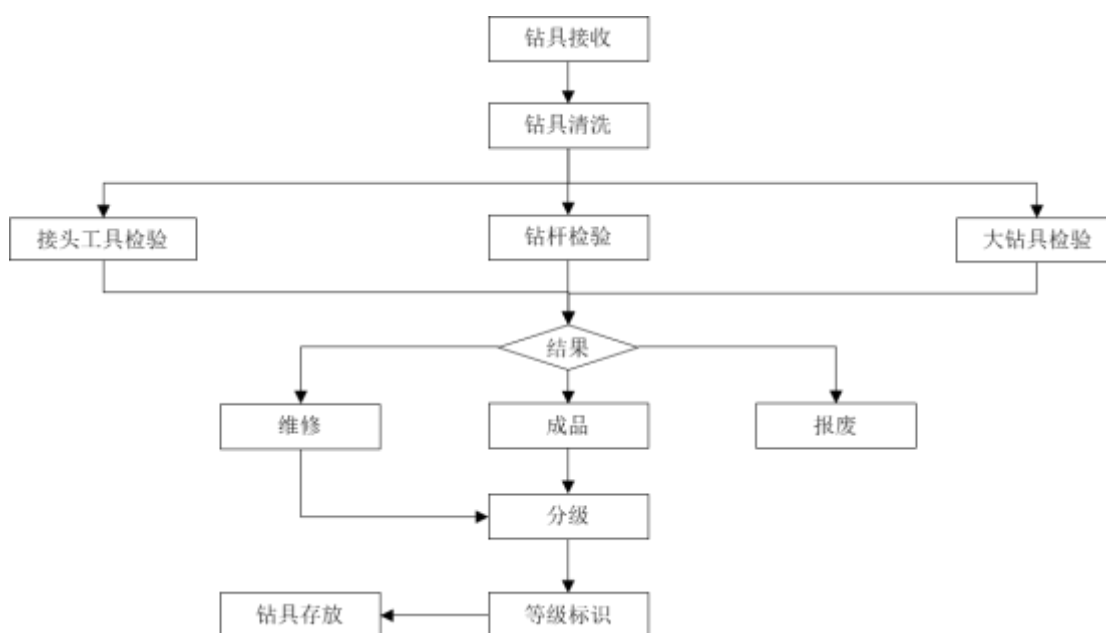 钻具接收
钻具清洗
接头工具检验
钻杆检验
大钻具检验
结果
维修
成品
报废
分级
钻具存放
等级标识